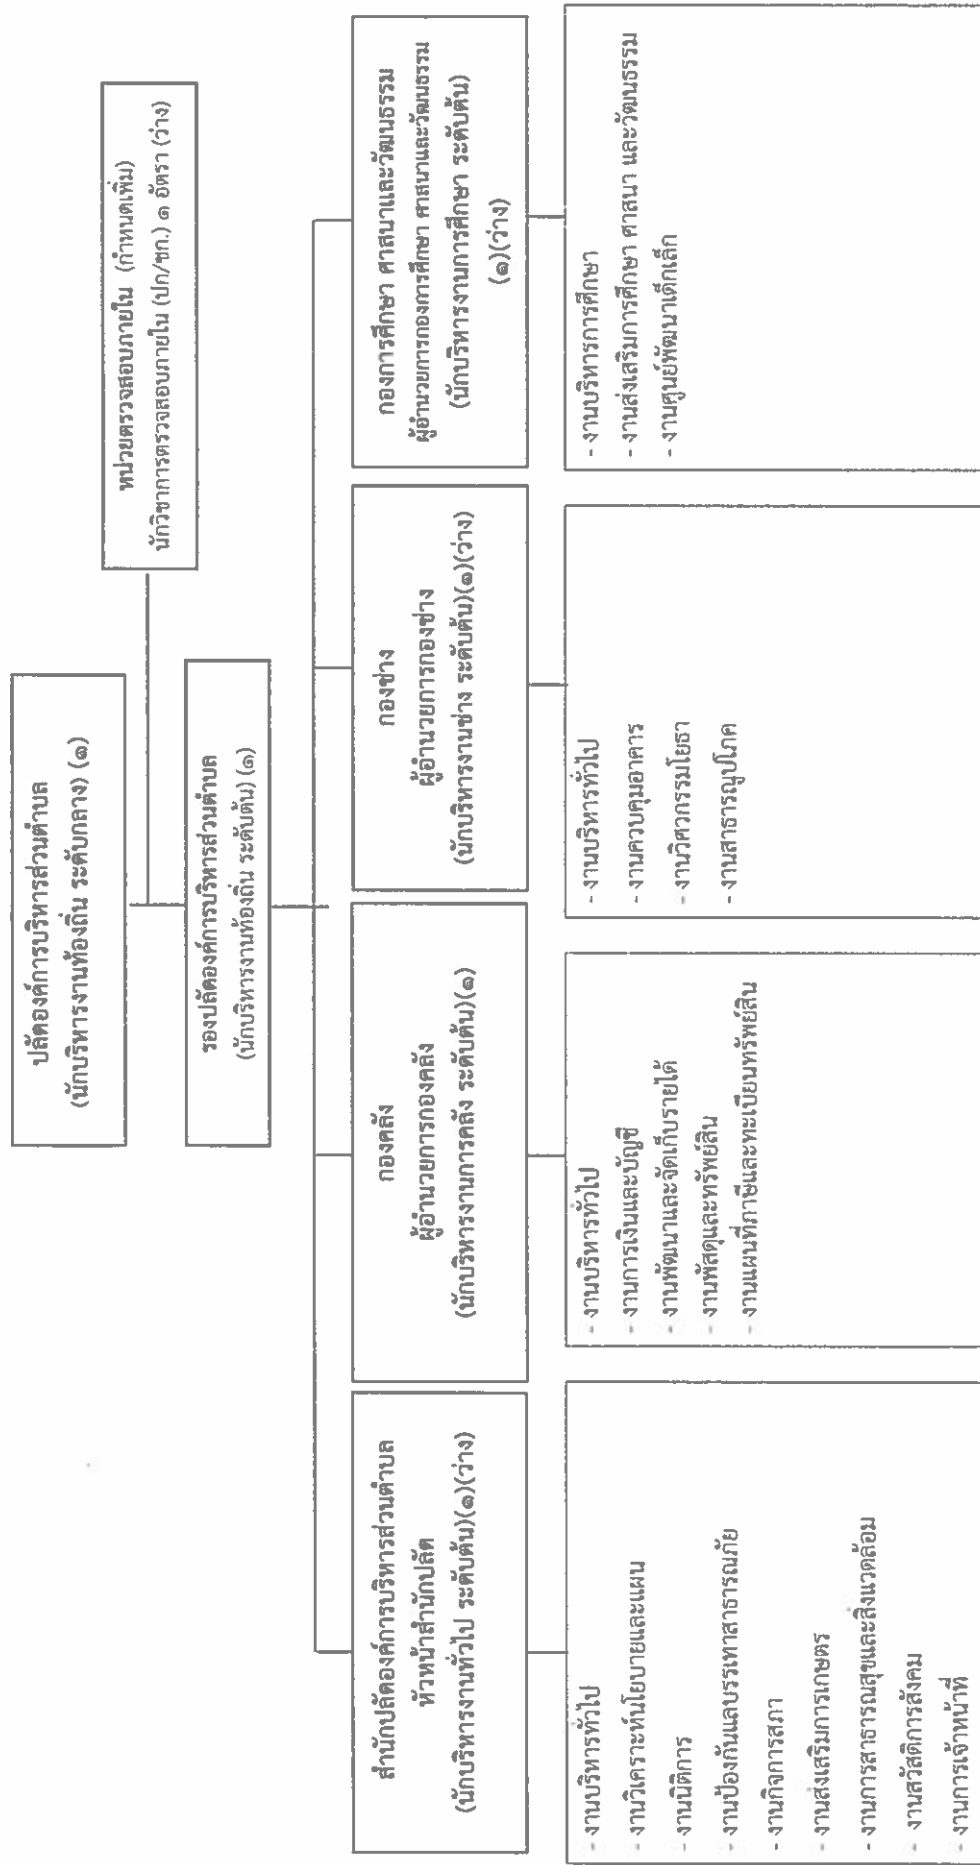 ปลัดองค์การบริหารส่วนตำบล
(นักบริหารงานท้องถิ่น ระดับกลาง) (๑)
หน่วยตรวจสอบภายใน (กำหนดเพิ่ม)
นักวิชาการตรวจสอบภายใน (ปก/ชก.) ๑ อัตรา (ว่าง)
รองปลัดองค์การบริหารส่วนตำบล
(นักบริหารงานท้องถิ่น ระดับต้น) (๑)
สำนักปลัดองค์การบริหารส่วนตำบล
หัวหน้าสำนักปลัด
(นักบริหารงานทั่วไป ระดับต้น)(๑)(ว่าง)
กองคลัง
ผู้อำนวยการกองคลัง
(นักบริหารงานการคลัง ระดับต้น)(๑)
กองช่าง
ผู้อำนวยการกองช่าง
(นักบริหารงานช่าง ระดับต้น)(๑)(ว่าง)
กองการศึกษา ศาสนาและวัฒนธรรม
ผู้อำนวยการกองการศึกษา ศาสนาและวัฒนธรรม
(นักบริหารงานการศึกษา ระดับต้น)
(๑)(ว่าง)
- งานบริหารทั่วไป
- งานวิเคราะห์นโยบายและแผน
- งานนิติการ
- งานป้องกันและบรรเทาสาธารณภัย
- งานกิจการสภา
- งานส่งเสริมการเกษตร
- งานการสาธารณสุขและสิ่งแวดล้อม
- งานสวัสดิการสังคม
- งานการเจ้าหน้าที่
- งานบริหารทั่วไป
- งานการเงินและบัญชี
- งานพัฒนาและจัดเก็บรายได้
- งานพัสดุและทรัพย์สิน
- งานแผนที่ภาษีและทะเบียนทรัพย์สิน
- งานบริหารทั่วไป
- งานควบคุมอาคาร
- งานวิศวกรรมโยธา
- งานสาธารณูปโภค
- งานบริหารการศึกษา
- งานส่งเสริมการศึกษา ศาสนา และวัฒนธรรม
- งานศูนย์พัฒนาเด็กเล็ก